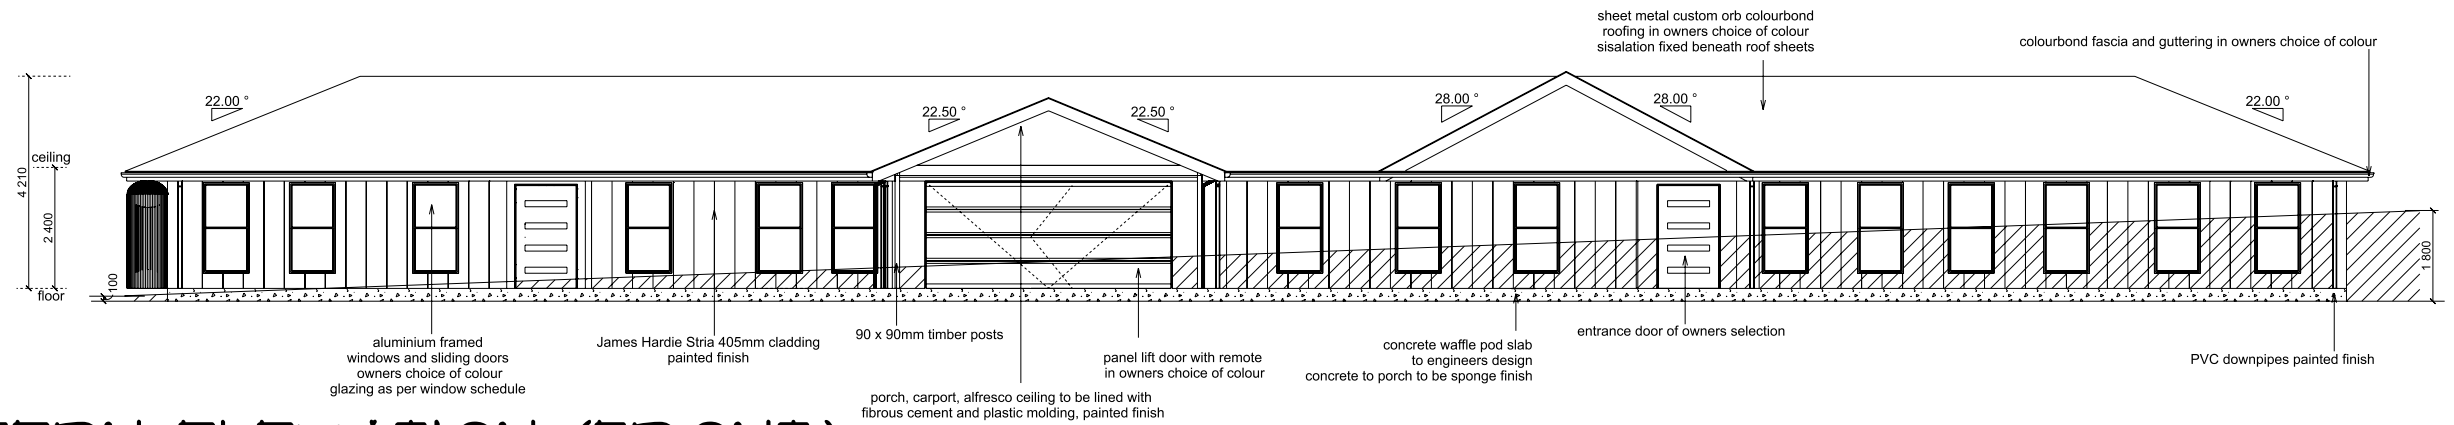 sheet metal custom orb colourbond
roofing in owners choice of colour
sisalation fixed beneath roof sheets
colourbond fascia and guttering in owners choice of colour
22.00 °
22.50 °
22.50 °
28.00 °
28.00 °
22.00 °
ceiling
4 210
2 400
floor
100
1 800
aluminium framed
windows and sliding doors
owners choice of colour
glazing as per window schedule
James Hardie Stria 405mm cladding
painted finish
90 x 90mm timber posts
porch, carport, alfresco ceiling to be lined with
fibrous cement and plastic molding, painted finish
panel lift door with remote
in owners choice of colour
concrete waffle pod slab
to engineers design
concrete to porch to be sponge finish
entrance door of owners selection
PVC downpipes painted finish